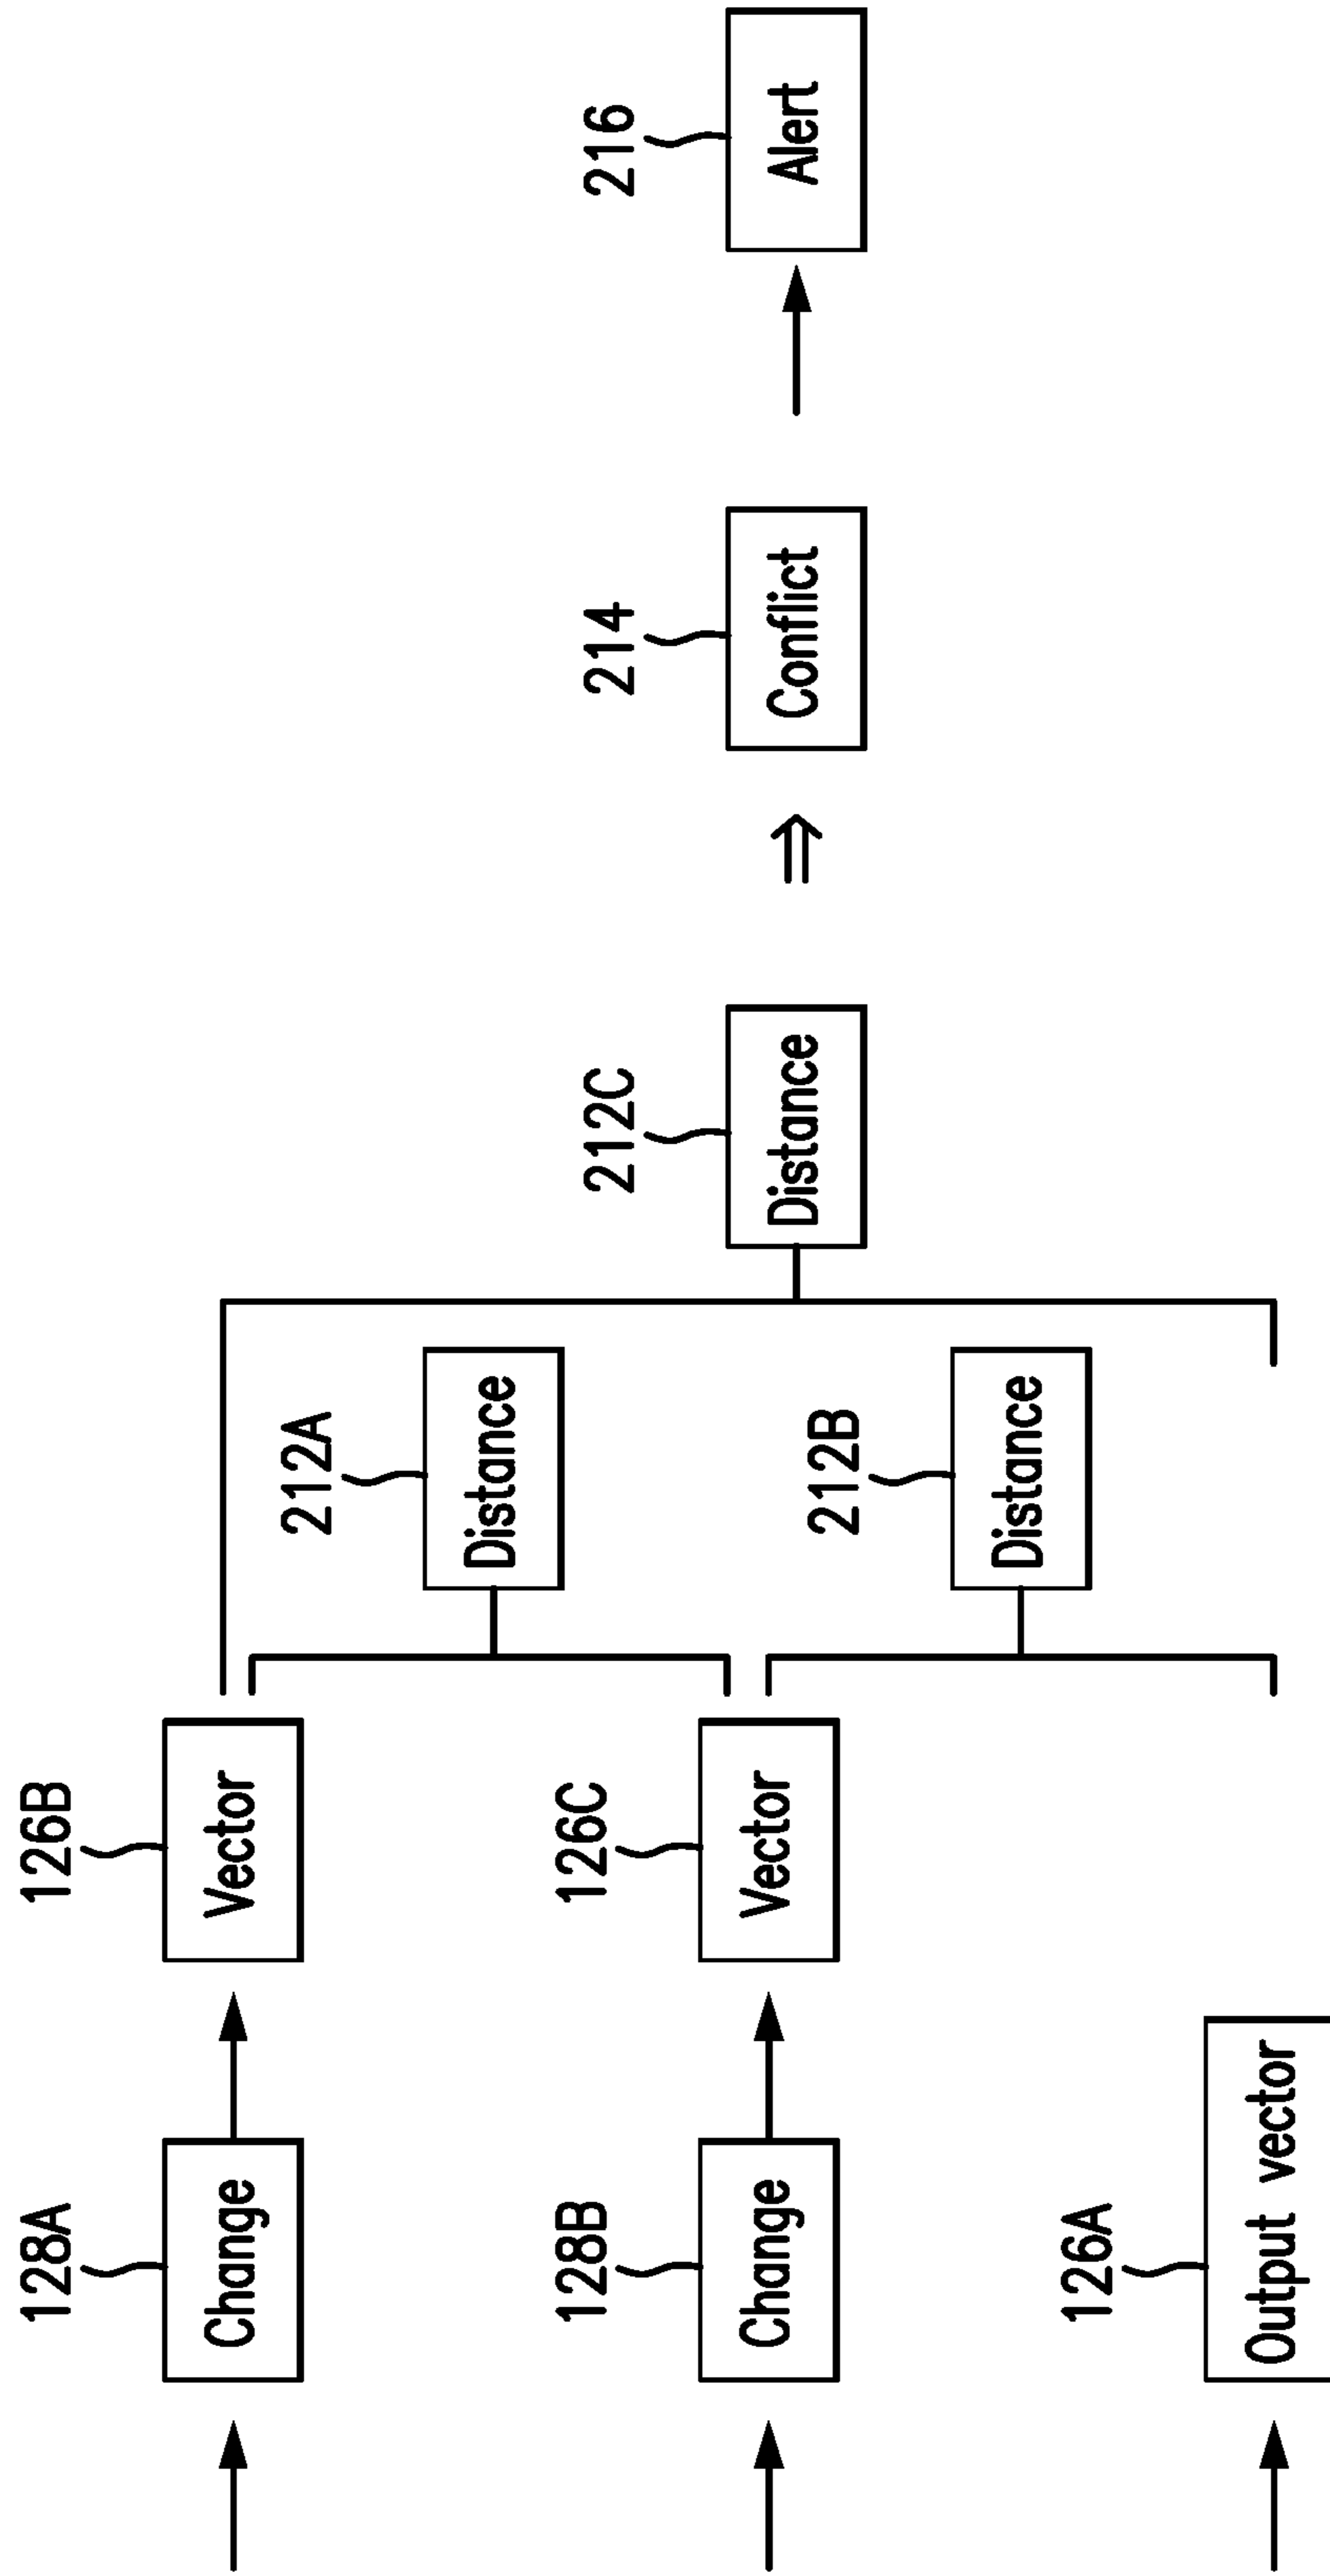 128A
Change
126B
Vector
212A
Distance
128B
Change
126C
Vector
212C
Distance
214
Conflict
216
Alert
212B
Distance
126A
Output vector